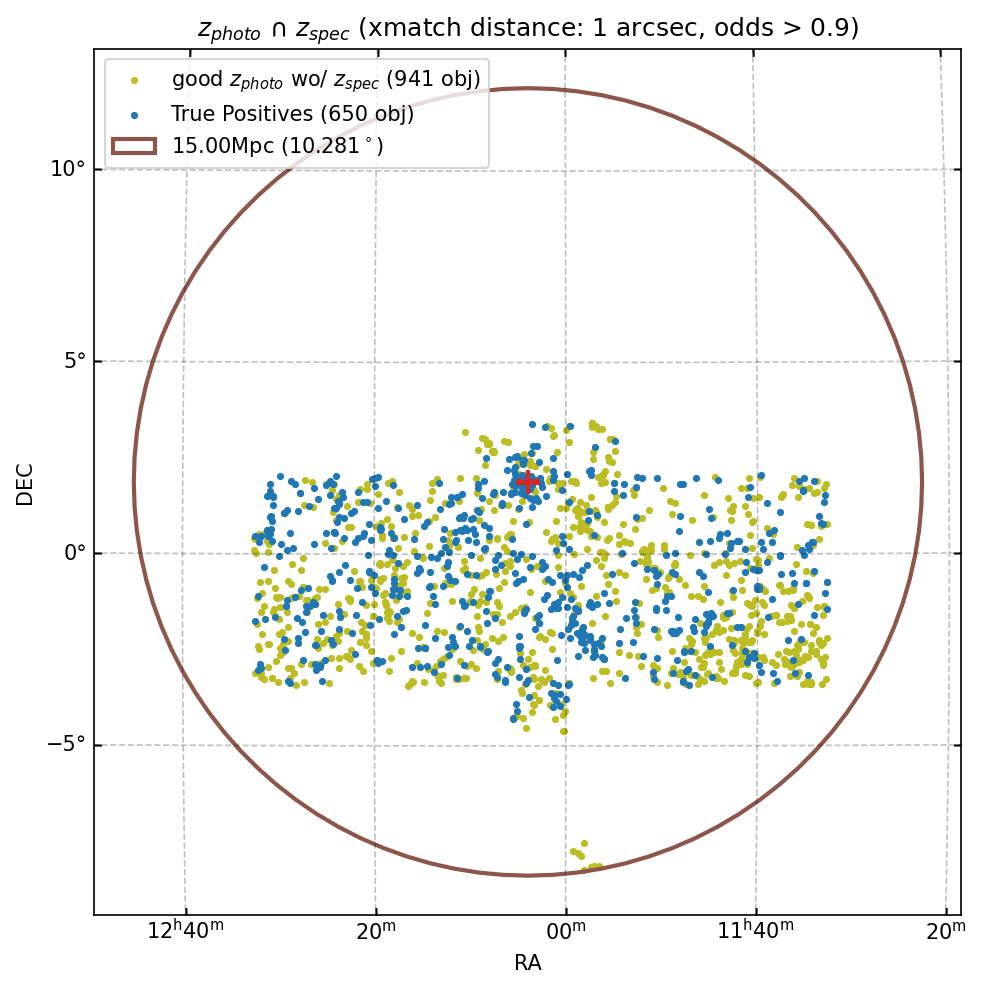 z_photo ∩ z_spec (xmatch distance: 1 arcsec, odds > 0.9)
good z_photo wo/ z_spec (941 obj)
True Positives (650 obj)
15.00Mpc (10.281°)
10°
5°
0°
−5°
DEC
12h40m 20m 00m 11h40m 20m
RA